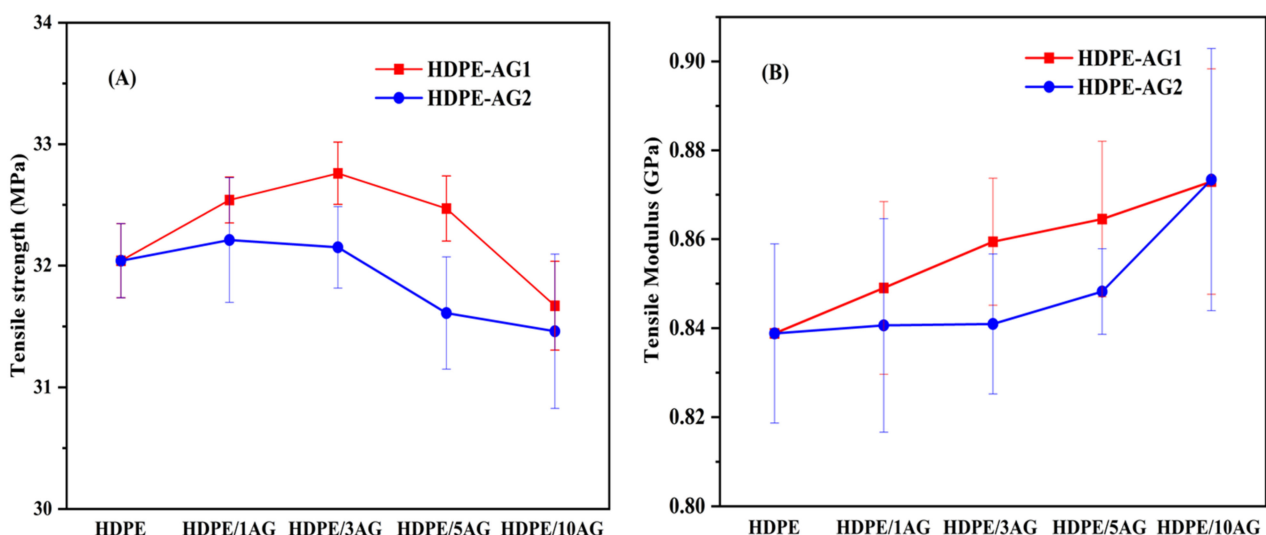 34
33
32
31
30
Tensile strength (MPa)
(A)
HDPE-AG1
HDPE-AG2
HDPE HDPE/1AG HDPE/3AG HDPE/5AG HDPE/10AG
0.90
0.88
0.86
0.84
0.82
0.80
Tensile Modulus (GPa)
(B)
HDPE-AG1
HDPE-AG2
HDPE HDPE/1AG HDPE/3AG HDPE/5AG HDPE/10AG